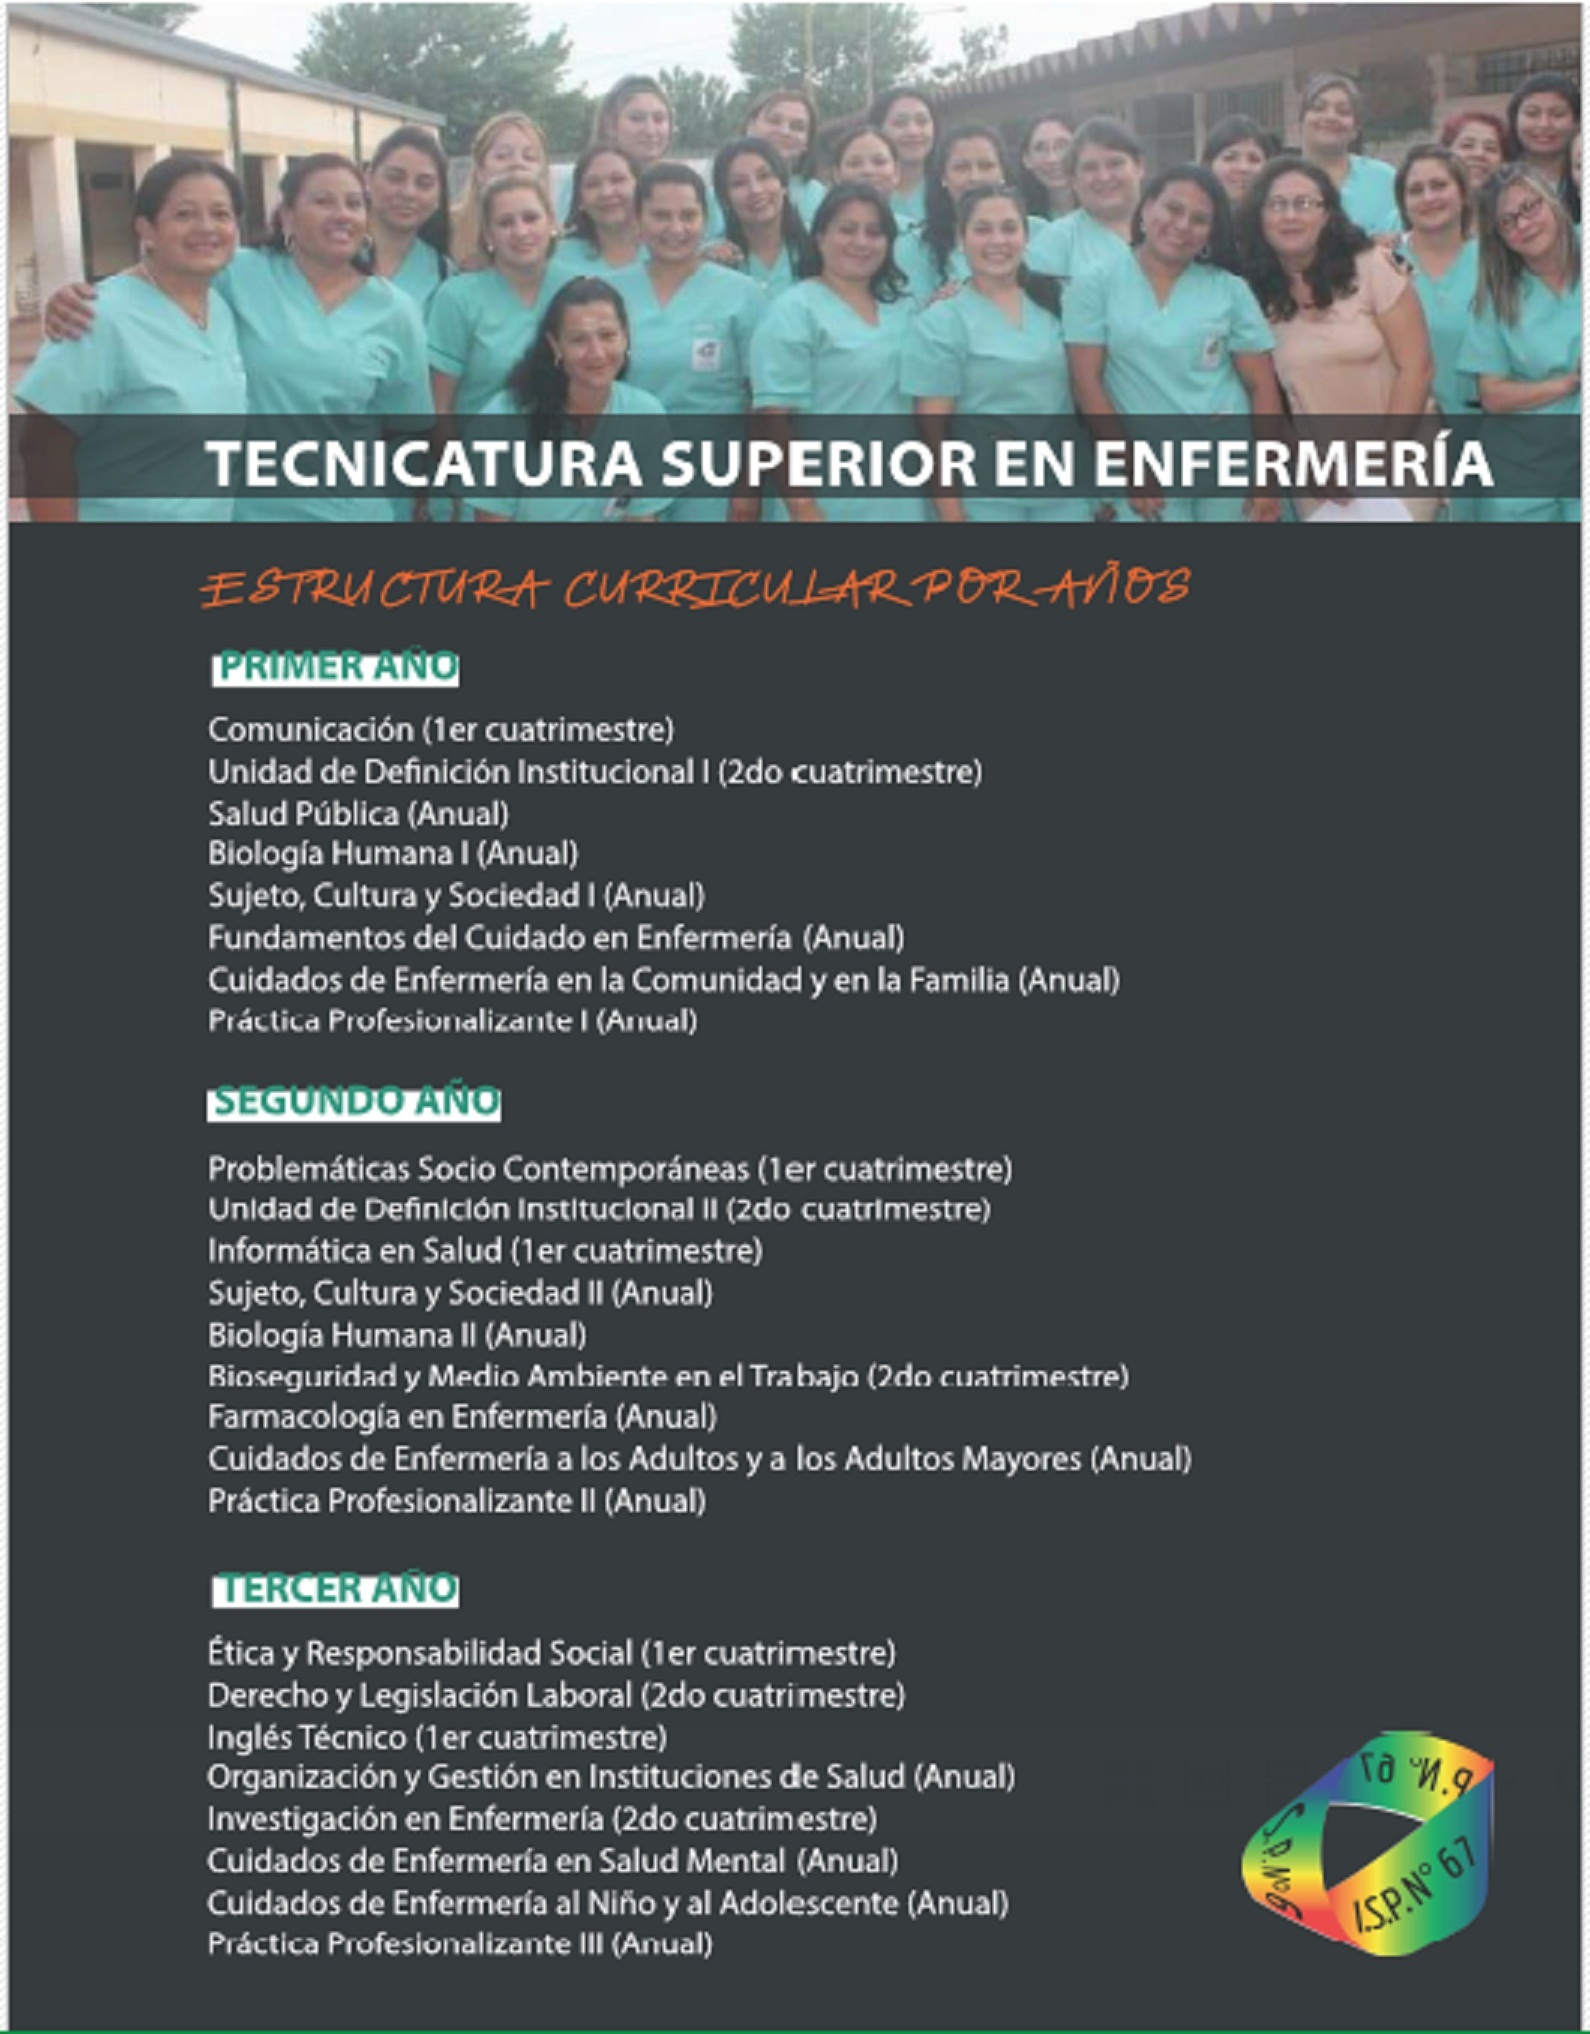 TECNICATURA SUPERIOR EN ENFERMERÍA
ESTRUCTURA CURRICULAR POR AÑOS
PRIMER AÑO
Comunicación (1er cuatrimestre)
Unidad de Definición Institucional I (2do cuatrimestre)
Salud Pública (Anual)
Biología Humana I (Anual)
Sujeto, Cultura y Sociedad I (Anual)
Fundamentos del Cuidado en Enfermería (Anual)
Cuidados de Enfermería en la Comunidad y en la Familia (Anual)
Práctica Profesionalizante I (Anual)
SEGUNDO AÑO
Problemáticas Socio Contemporáneas (1er cuatrimestre)
Unidad de Definición Institucional II (2do cuatrimestre)
Informática en Salud (1er cuatrimestre)
Sujeto, Cultura y Sociedad II (Anual)
Biología Humana II (Anual)
Bioseguridad y Medio Ambiente en el Trabajo (2do cuatrimestre)
Farmacología en Enfermería (Anual)
Cuidados de Enfermería a los Adultos y a los Adultos Mayores (Anual)
Práctica Profesionalizante II (Anual)
TERCER AÑO
Ética y Responsabilidad Social (1er cuatrimestre)
Derecho y Legislación Laboral (2do cuatrimestre)
Inglés Técnico (1er cuatrimestre)
Organización y Gestión en Instituciones de Salud (Anual)
Investigación en Enfermería (2do cuatrimestre)
Cuidados de Enfermería en Salud Mental (Anual)
Cuidados de Enfermería al Niño y al Adolescente (Anual)
Práctica Profesionalizante III (Anual)
P.N° 67
I.S.P.N° 67